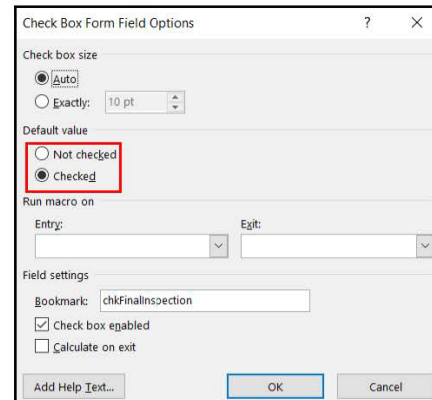 Check Box Form Field Options ? ×
Check box size
Auto
Exactly: 10 pt
Default value
Not checked
Checked
Run macro on
Entry: Exit:
Field settings
Bookmark: chkFinalInspection
Check box enabled
Calculate on exit
Add Help Text... OK Cancel